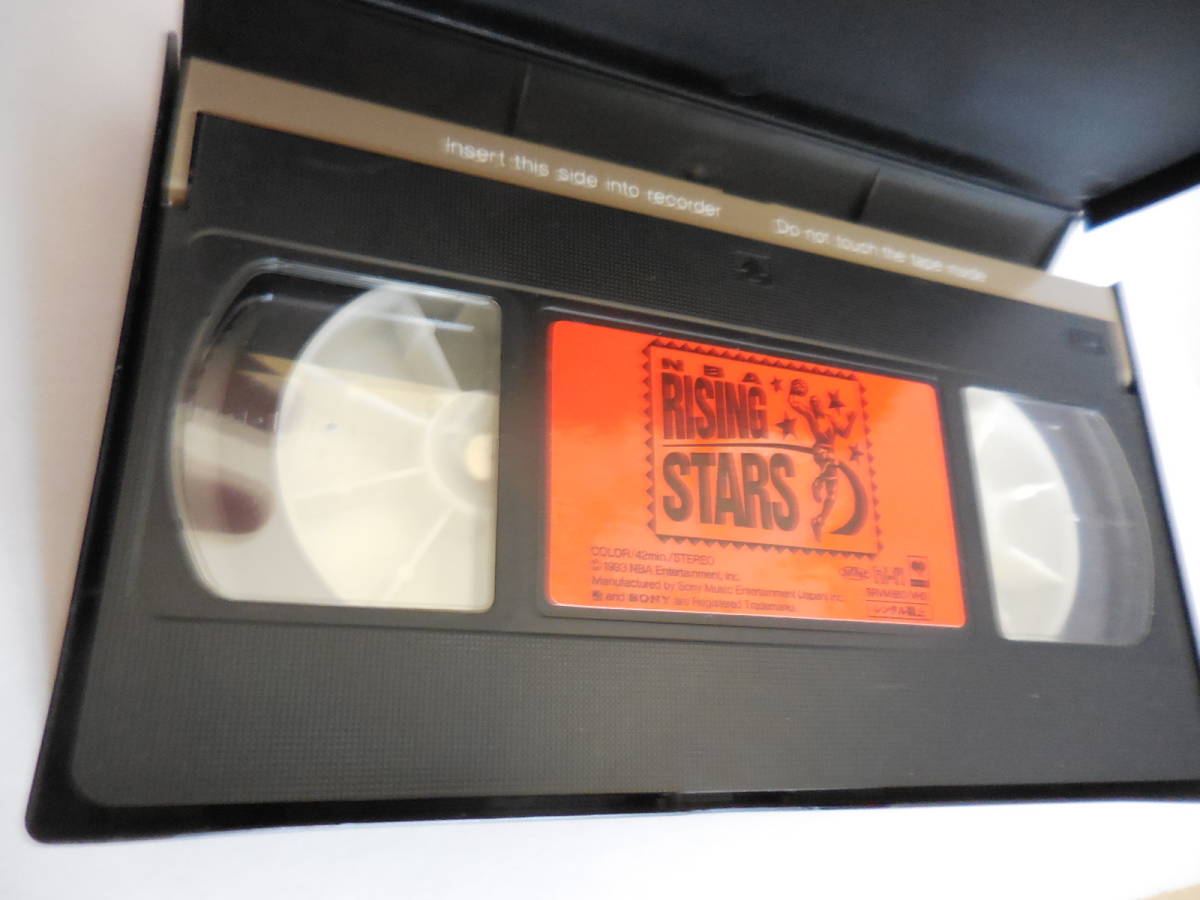 Insert this side into recorder
Do not touch the tape inside
NBA
RISING
STARS
COLOR/42min./STEREO
©1993 NBA Entertainment, Inc.
Manufactured by Sony Music Entertainment (Japan) Inc.
and SONY are Registered Trademarks.
hi-fi
VHS
レンタル禁止